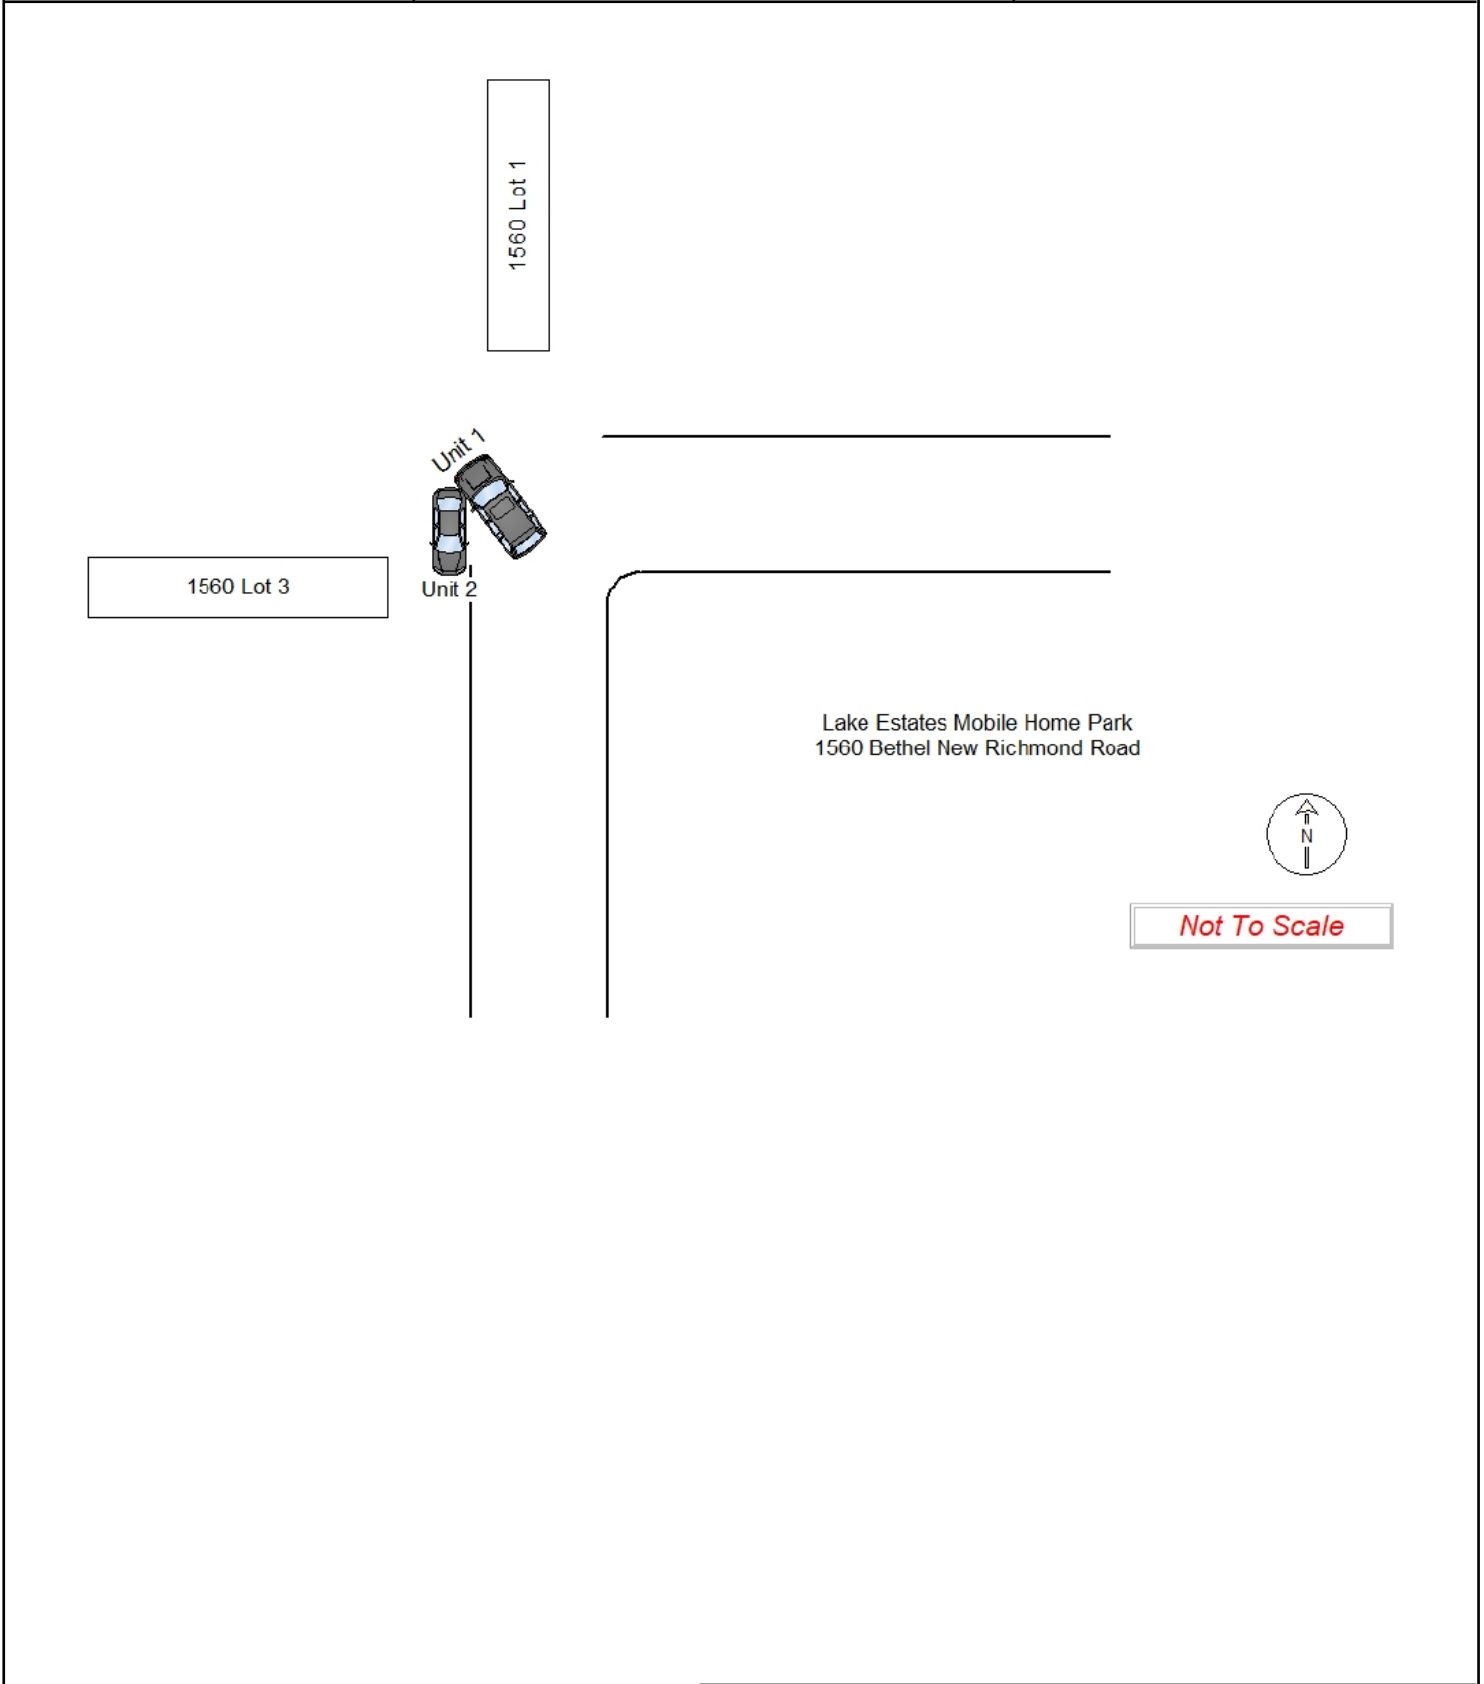 1560 Lot 1
Unit 1
1560 Lot 3
Unit 2
Lake Estates Mobile Home Park
1560 Bethel New Richmond Road
N
Not To Scale